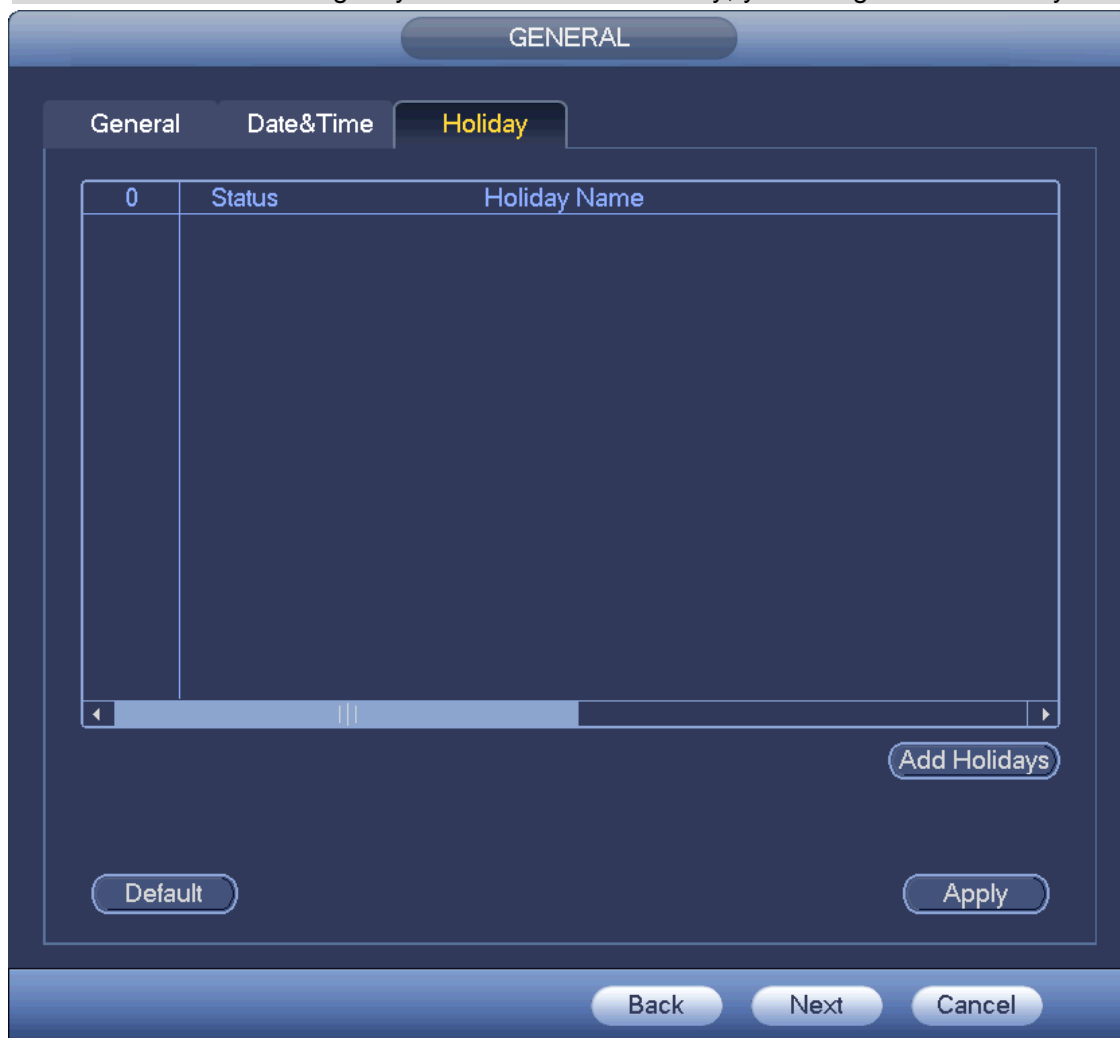 GENERAL
General Date&Time Holiday
0 Status Holiday Name
Add Holidays
Default Apply
Back Next Cancel